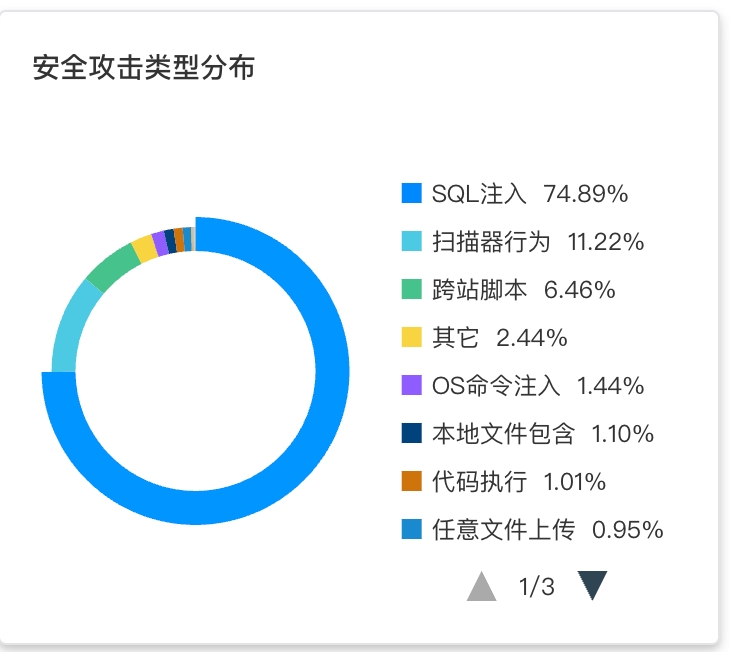 安全攻击类型分布
SQL注入 74.89%
扫描器行为 11.22%
跨站脚本 6.46%
其它 2.44%
OS命令注入 1.44%
本地文件包含 1.10%
代码执行 1.01%
任意文件上传 0.95%
1/3